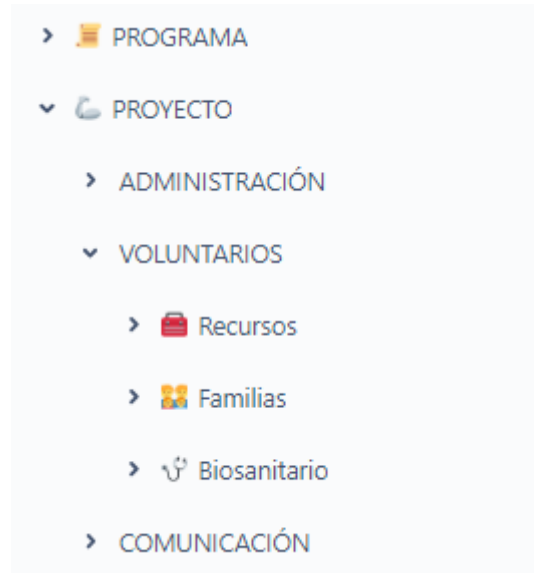 PROGRAMA
PROYECTO
ADMINISTRACIÓN
VOLUNTARIOS
Recursos
Familias
Biosanitario
COMUNICACIÓN